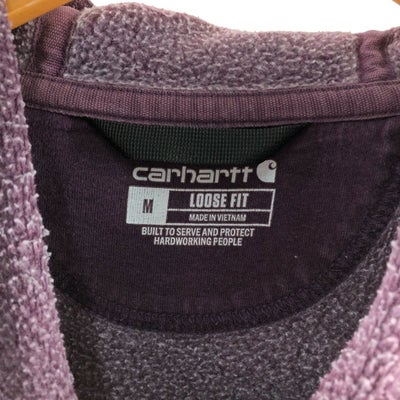 carhartt
M LOOSE FIT
MADE IN VIETNAM
BUILT TO SERVE AND PROTECT
HARDWORKING PEOPLE